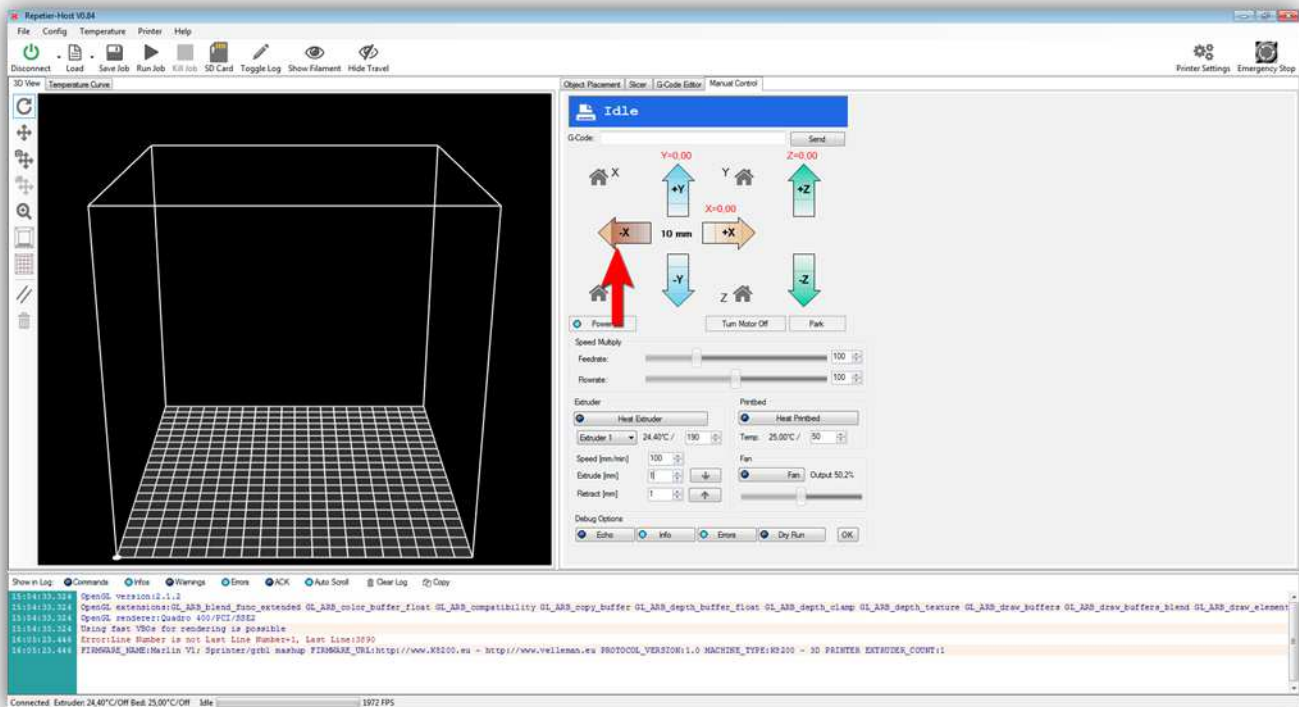 Repetier-Host V0.84
File Config Temperature Printer Help
Disconnect Load Save Job Run Job Kill Job SD Card Toggle Log Show Filament Hide Travel Printer Settings Emergency Stop
3D View Temperature Curve
Object Placement Slicer G-Code Editor Manual Control
Idle
G-Code: Send
Y=0.00 Z=0.00
X +Y Y +Z
X=0.00
-X 10 mm +X
-Y Z -Z
Power Turn Motor Off Park
Speed Multiply
Feedrate: 100
Flowrate: 100
Extruder Printbed
Heat Extruder Heat Printbed
Extruder 1 24.40°C / 190 Temp. 25.00°C / 50
Speed [mm/min] 100 Fan
Extrude [mm] 1 Fan Output 50.2%
Retract [mm] 1
Debug Options
Echo Info Errors Dry Run OK
Show in Log: Commands Infos Warnings Errors ACK Auto Scroll Clear Log Copy
15:54:33.324 OpenGL version:2.1.2
15:54:33.324 OpenGL extensions:GL_ARB_blend_func_extended GL_ARB_color_buffer_float GL_ARB_compatibility GL_ARB_copy_buffer GL_ARB_depth_buffer_float GL_ARB_depth_clamp GL_ARB_depth_texture GL_ARB_draw_buffers GL_ARB_draw_buffers_blend GL_ARB_draw_element
15:54:33.324 OpenGL renderer:Quadro 400/PCI/SSE2
15:54:33.324 Using fast VBOs for rendering is possible
16:05:23.446 Error:Line Number is not Last Line Number+1, Last Line:3890
16:05:23.446 FIRMWARE_NAME:Marlin V1; Sprinter/grbl mashup FIRMWARE_URL:http://www.K8200.eu - http://www.velleman.eu PROTOCOL_VERSION:1.0 MACHINE_TYPE:K8200 - 3D PRINTER EXTRUDER_COUNT:1
Connected Extruder: 24,40°C/Off Bed: 25,00°C/Off Idle 1972 FPS